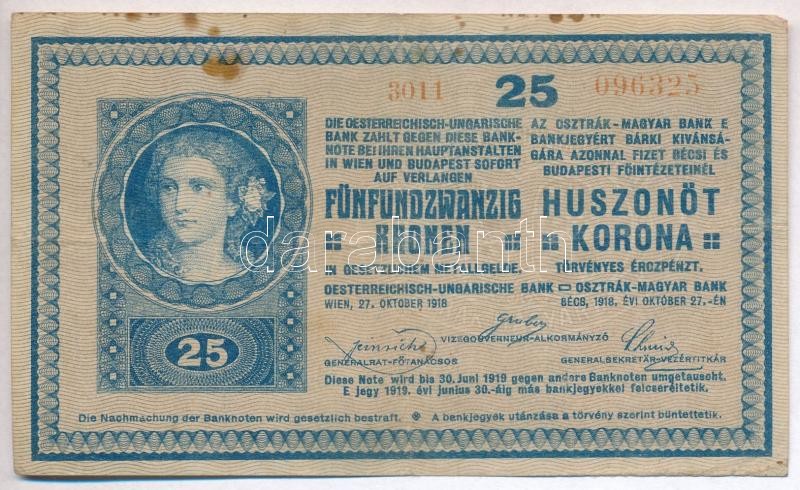 3011 25 096325
DIE OESTERREICHISCH-UNGARISCHE
BANK ZAHLT GEGEN DIESE BANK-
NOTE BEI IHREN HAUPTANSTALTEN
IN WIEN UND BUDAPEST SOFORT
AUF VERLANGEN
FÜNFUNDZWANZIG
KRONEN
IN GESETZLICHEM METALLGELDE.
AZ OSZTRÁK-MAGYAR BANK E
BANKJEGYÉRT BÁRKI KIVÁNSÁ-
GÁRA AZONNAL FIZET BÉCSI ÉS
BUDAPESTI FŐINTÉZETEINÉL
HUSZONÖT
KORONA
TÖRVÉNYES ÉRCZPÉNZT.
darabanth
OESTERREICHISCH-UNGARISCHE BANK OSZTRÁK-MAGYAR BANK
WIEN, 27. OKTOBER 1918 BÉCS, 1918. ÉVI OKTÓBER 27.-ÉN
VIZEGOUVERNEUR-ALKORMÁNYZÓ
GENERALRAT-FŐTANÁCSOS GENERALSEKRETÄR-VEZÉRTITKÁR
25
Diese Note wird bis 30. Juni 1919 gegen andere Banknoten umgetauscht.
E jegy 1919. évi junius 30.-áig más bankjegyekkel felcseréltetik.
Die Nachmachung der Banknoten wird gesetzlich bestraft. A bankjegyek utánzása a törvény szerint büntettetik.